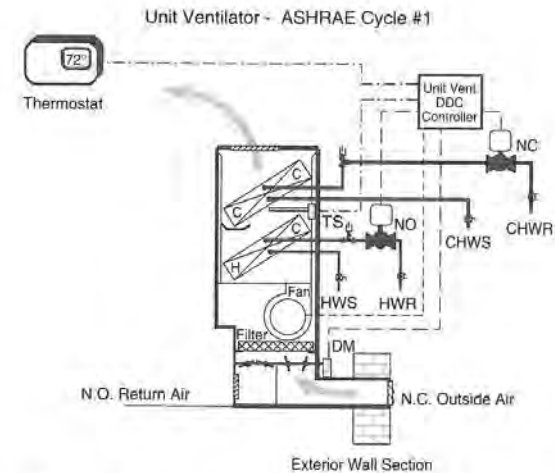 Unit Ventilator - ASHRAE Cycle #1
72°
Thermostat
Unit Vent.
DDC
Controller
NC
C
C
TS
NO
CHWS
CHWR
C
H
Fan
HWS
HWR
Filter
DM
N.O. Return Air
N.C. Outside Air
Exterior Wall Section